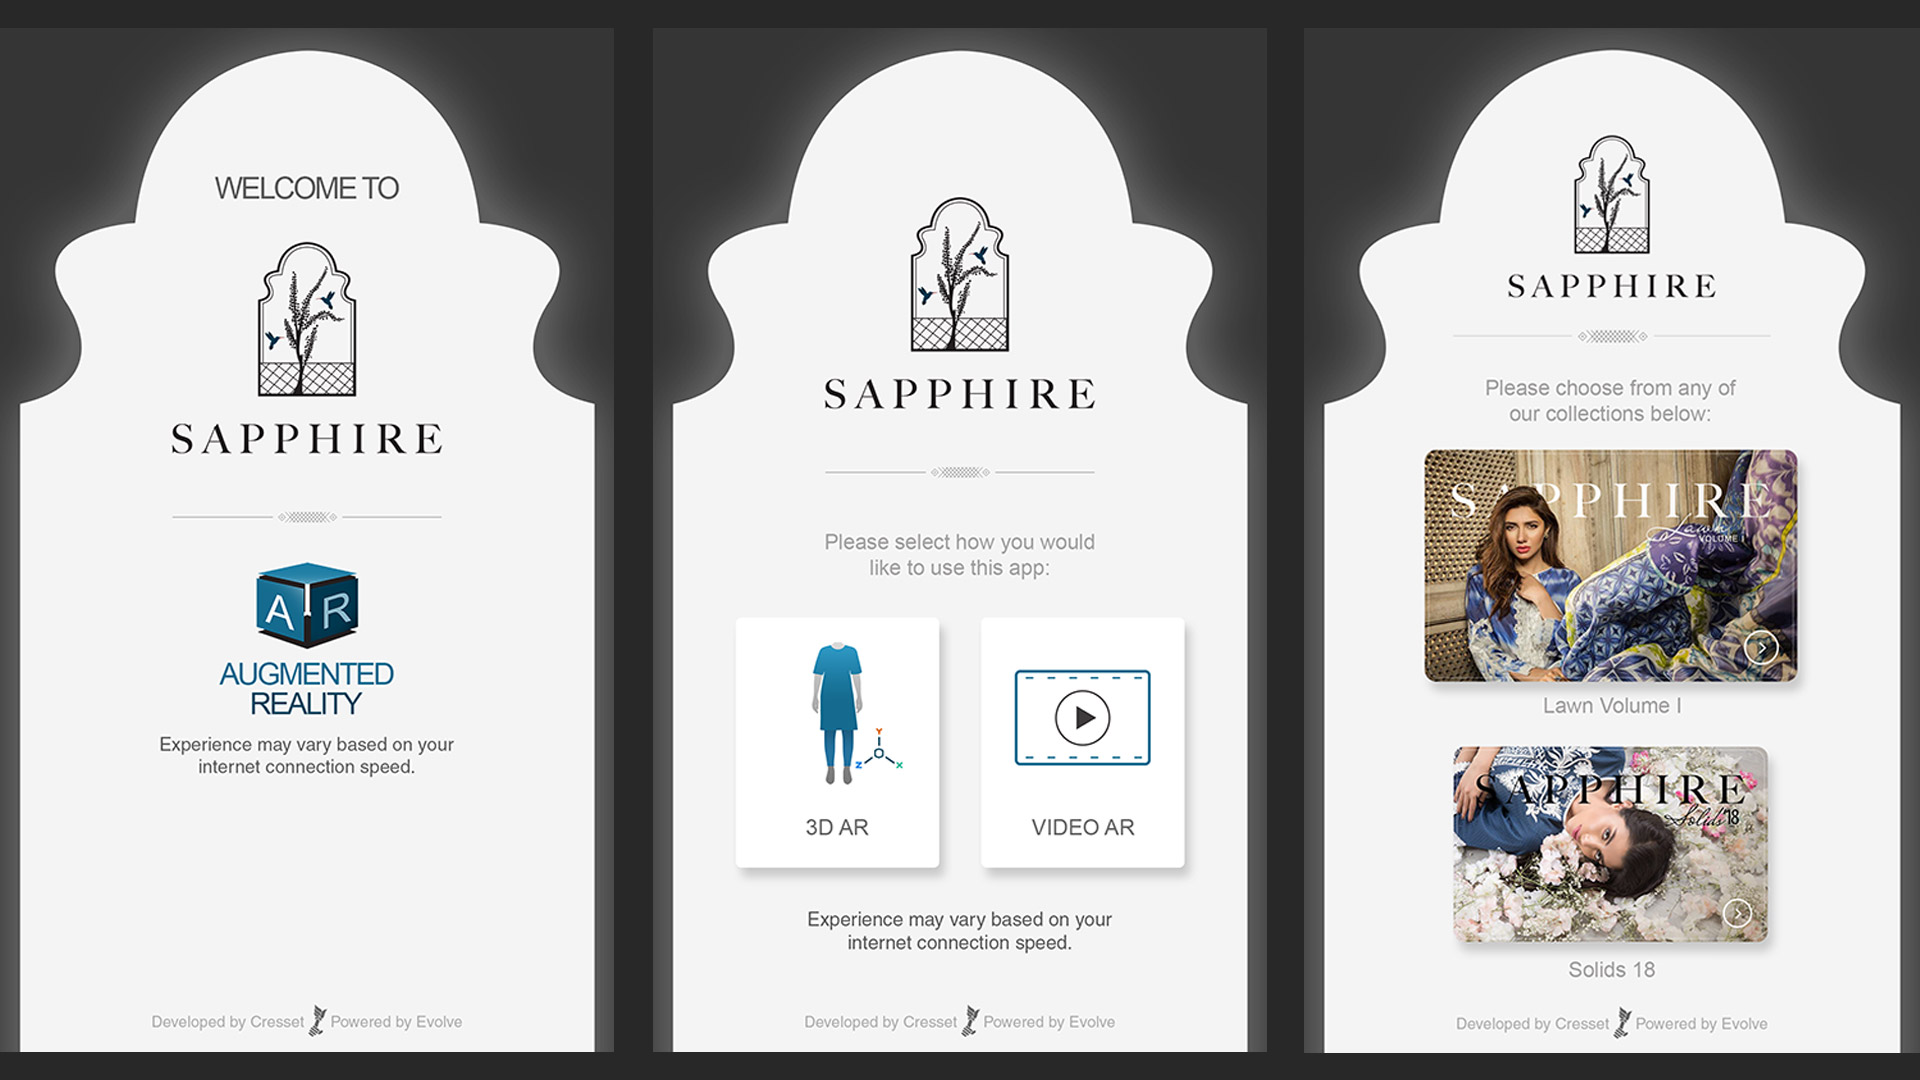 WELCOME TO
SAPPHIRE
A R
AUGMENTED
REALITY
Experience may vary based on your
internet connection speed.
Developed by Cresset Powered by Evolve
SAPPHIRE
Please select how you would
like to use this app:
Y
Z X
3D AR
VIDEO AR
Experience may vary based on your
internet connection speed.
Developed by Cresset Powered by Evolve
SAPPHIRE
Please choose from any of
our collections below:
SAPPHIRE
Lawn
VOLUME I
Lawn Volume I
SAPPHIRE
Solids'18
Solids 18
Developed by Cresset Powered by Evolve